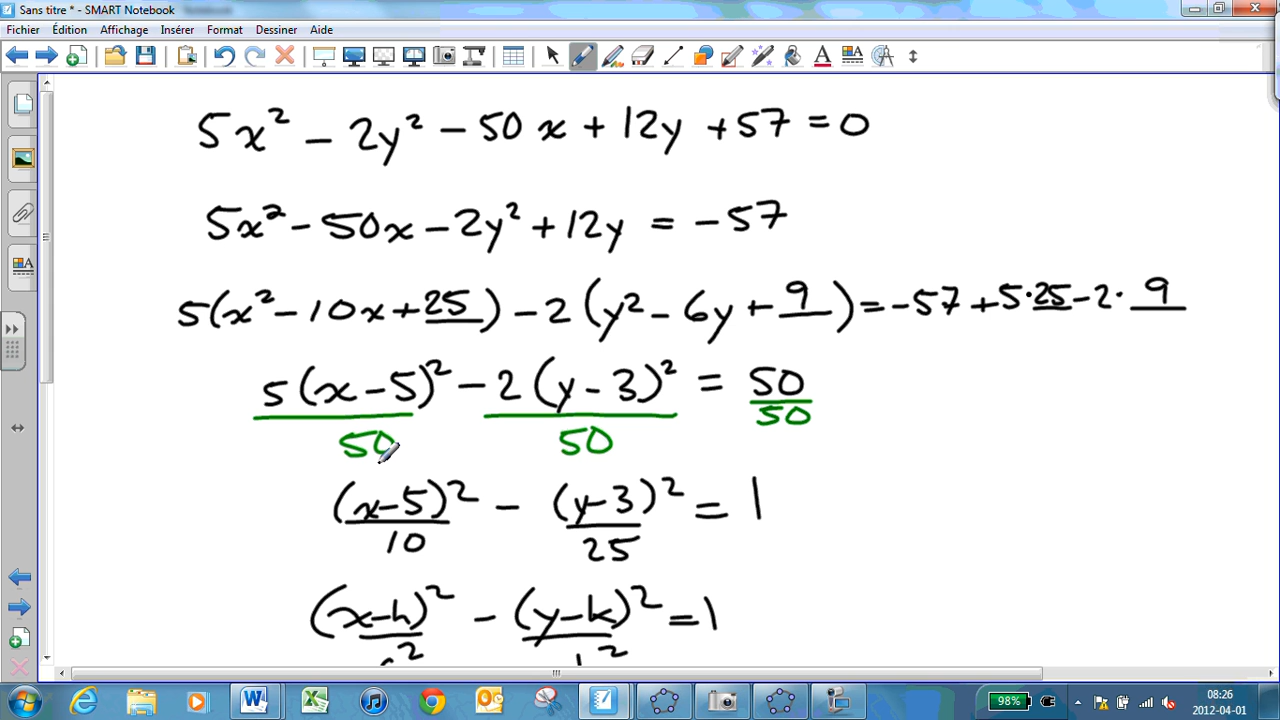 Sans titre * - SMART Notebook
Fichier Édition Affichage Insérer Format Dessiner Aide
5x² - 2y² - 50x + 12y + 57 = 0
5x² - 50x - 2y² + 12y = -57
5(x² - 10x + 25) - 2(y² - 6y + 9) = -57 + 5·25 - 2·9
5(x-5)² - 2(y-3)² = 50
50 50 50
(x-5)² - (y-3)² = 1
10 25
(x-h)² - (y-k)² = 1
98%
08:26
2012-04-01